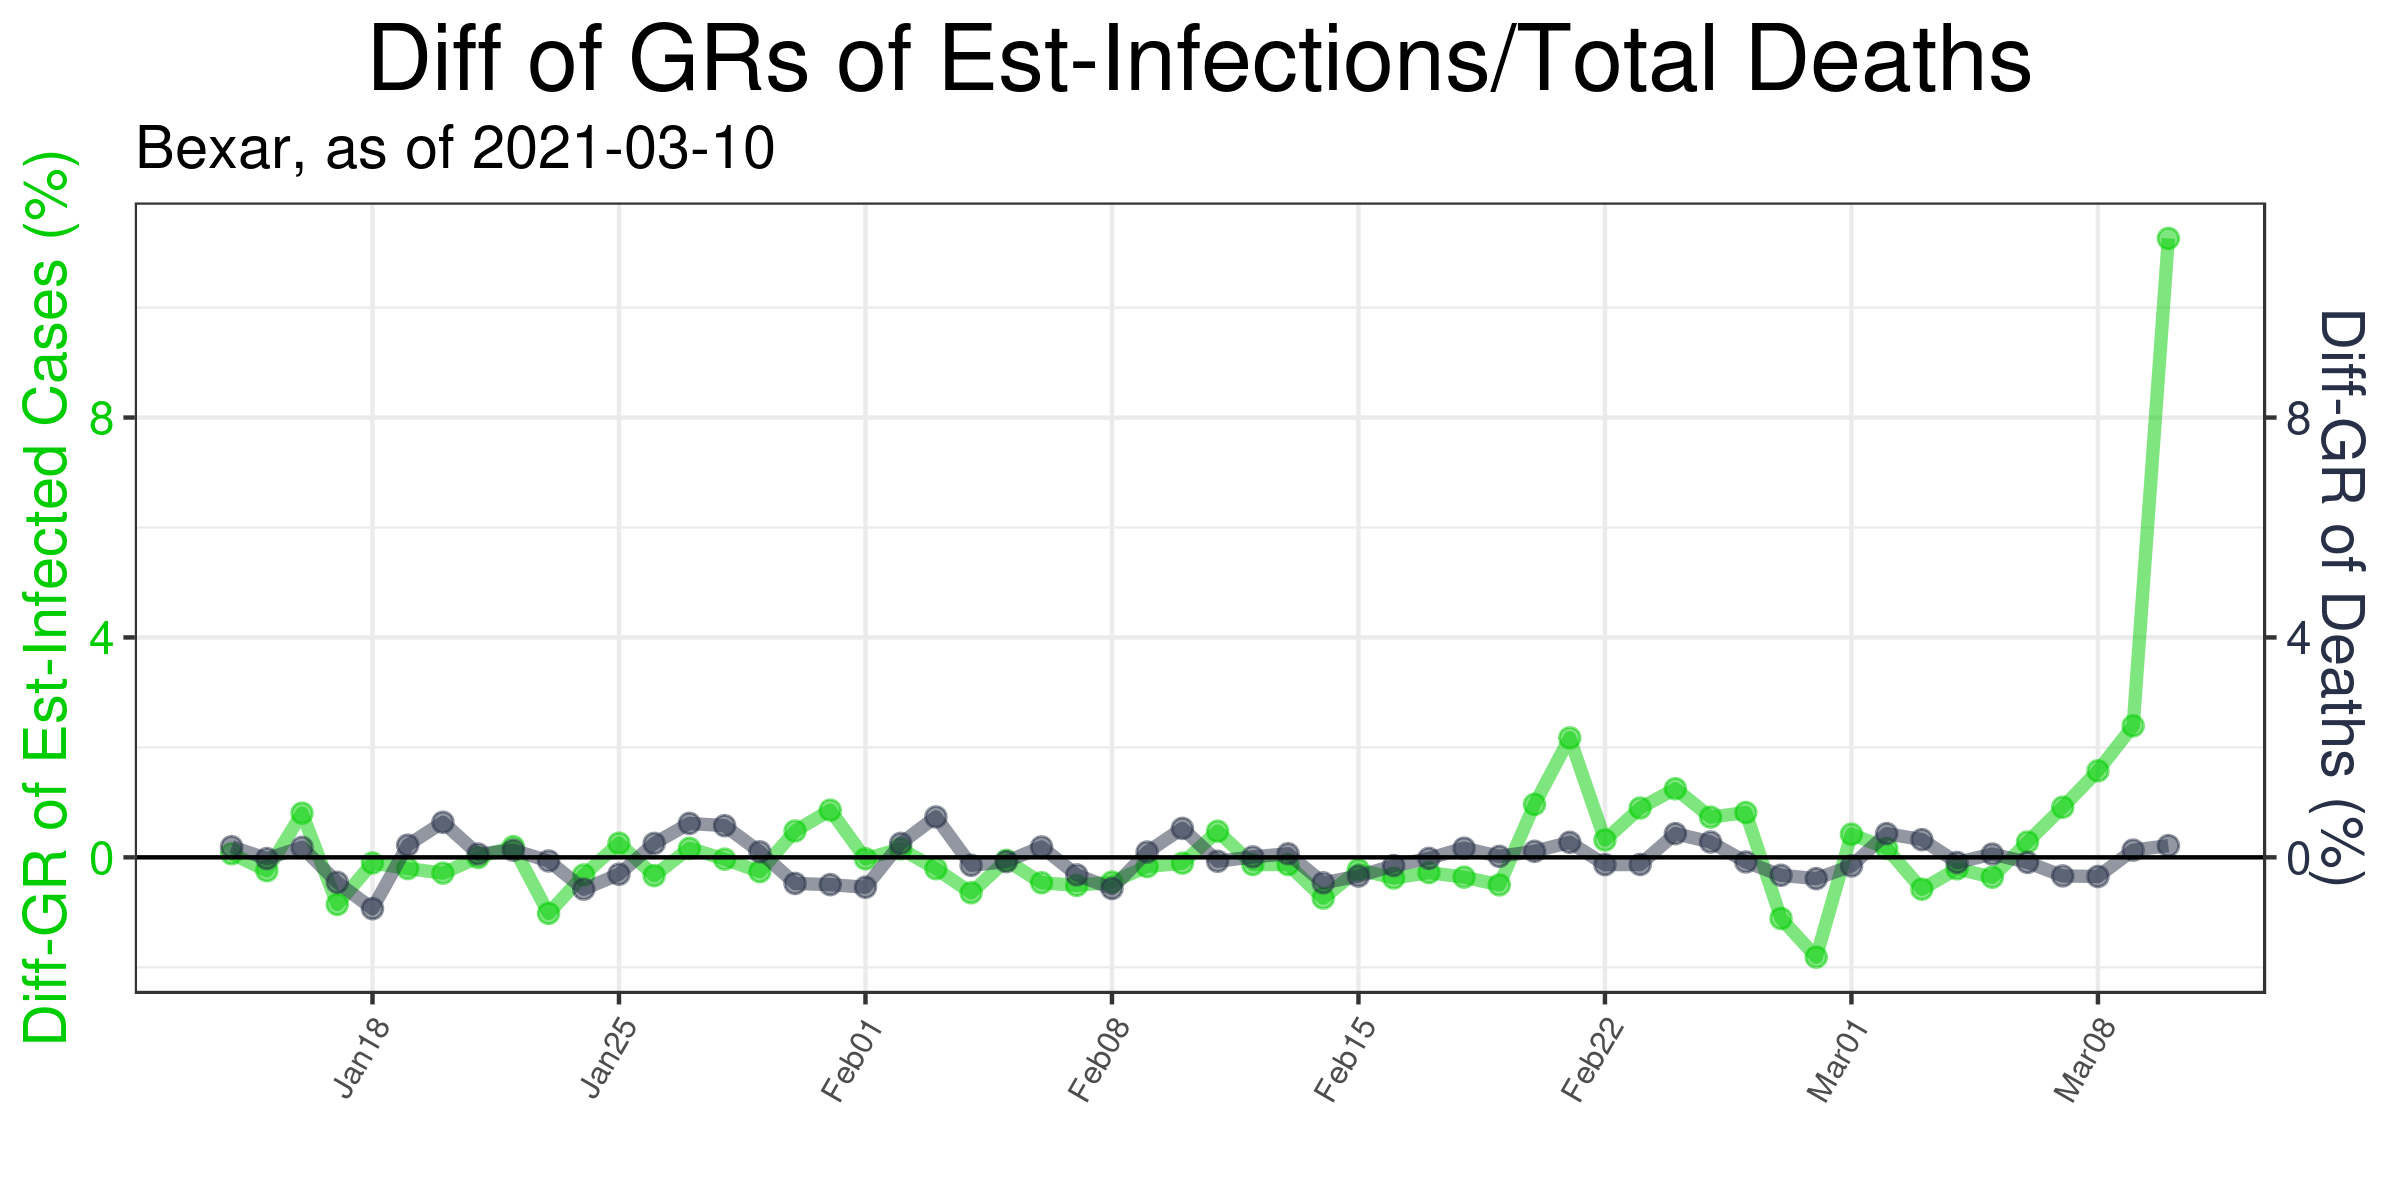 Diff of GRs of Est-Infections/Total Deaths
Bexar, as of 2021-03-10
Diff-GR of Est-Infected Cases (%)
8
4
0
8
4
0
Diff-GR of Deaths (%)
Jan18
Jan25
Feb01
Feb08
Feb15
Feb22
Mar01
Mar08